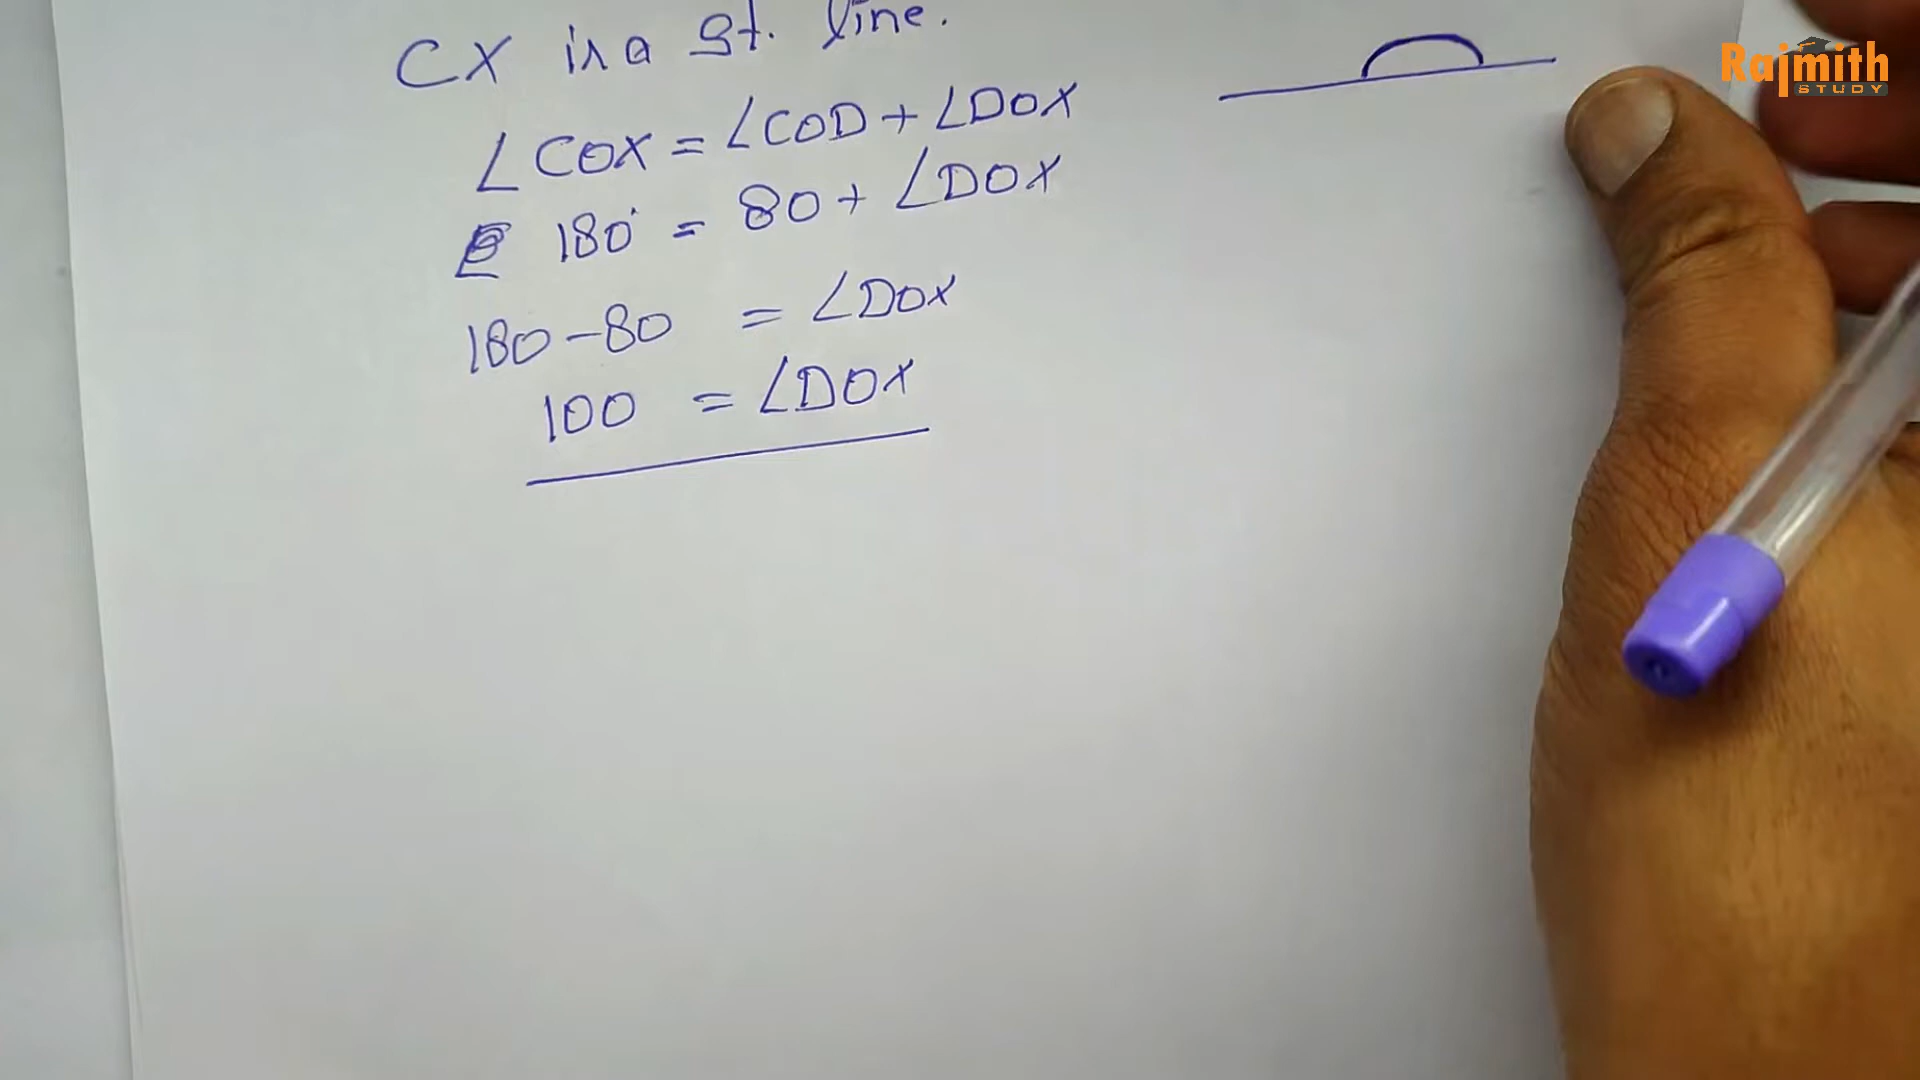 CX is a St. line.
∠COX = ∠COD + ∠DOX
180° = 80 + ∠DOX
180-80 = ∠DOX
100 = ∠DOX
Rajmith
STUDY